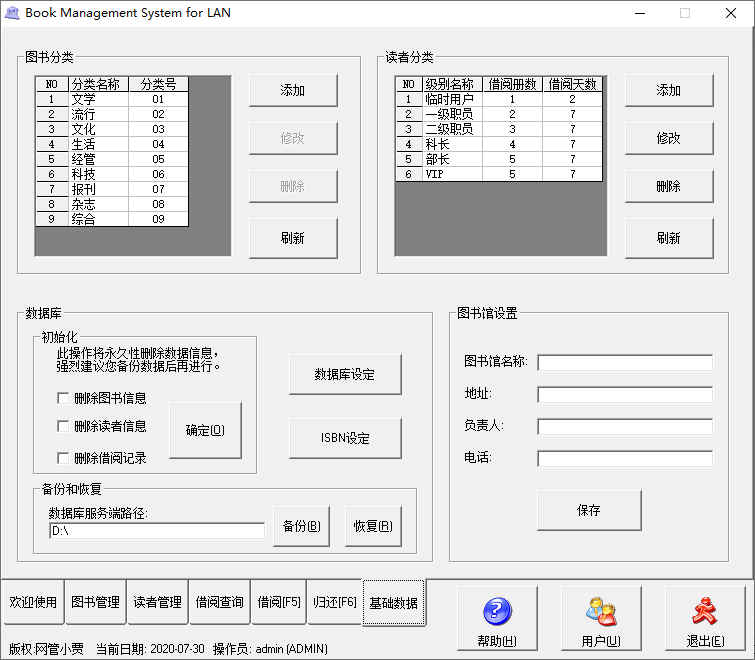 Book Management System for LAN
图书分类
NO 分类名称 分类号
1 文学 01
2 流行 02
3 文化 03
4 生活 04
5 经管 05
6 科技 06
7 报刊 07
8 杂志 08
9 综合 09
添加
修改
删除
刷新
读者分类
NO 级别名称 借阅册数 借阅天数
1 临时用户 1 2
2 一级职员 2 7
3 二级职员 3 7
4 科长 4 7
5 部长 5 7
6 VIP 5 7
添加
修改
删除
刷新
数据库
初始化
此操作将永久性删除数据信息，
强烈建议您备份数据后再进行。
删除图书信息
删除读者信息
删除借阅记录
确定(O)
数据库设定
ISBN设定
备份和恢复
数据库服务端路径:
D:\
备份(B)
恢复(R)
图书馆设置
图书馆名称:
地址:
负责人:
电话:
保存
欢迎使用 图书管理 读者管理 借阅查询 借阅[F5] 归还[F6] 基础数据
帮助(H) 用户(U) 退出(E)
版权:网管小贾 当前日期: 2020-07-30 操作员: admin (ADMIN)